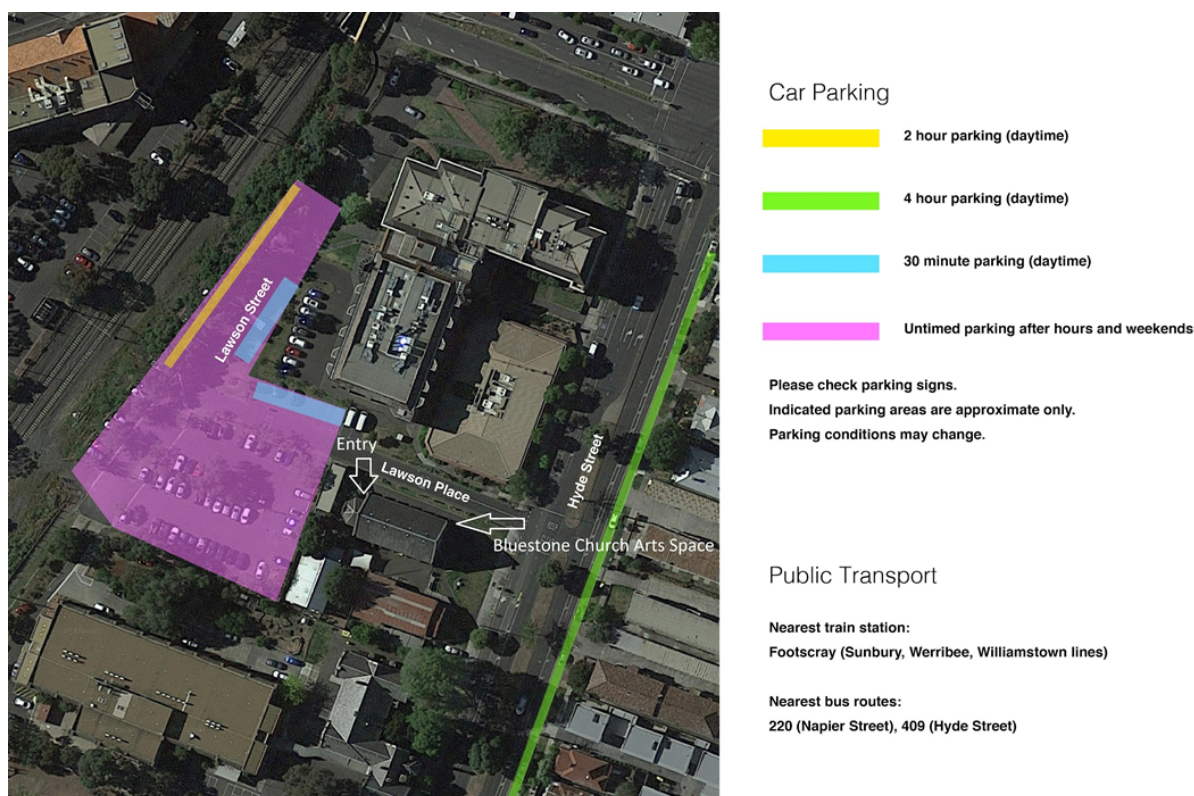 Car Parking
2 hour parking (daytime)
4 hour parking (daytime)
30 minute parking (daytime)
Untimed parking after hours and weekends
Please check parking signs.
Indicated parking areas are approximate only.
Parking conditions may change.
Public Transport
Nearest train station:
Footscray (Sunbury, Werribee, Williamstown lines)
Nearest bus routes:
220 (Napier Street), 409 (Hyde Street)
Lawson Street
Entry
Lawson Place
Hyde Street
Bluestone Church Arts Space